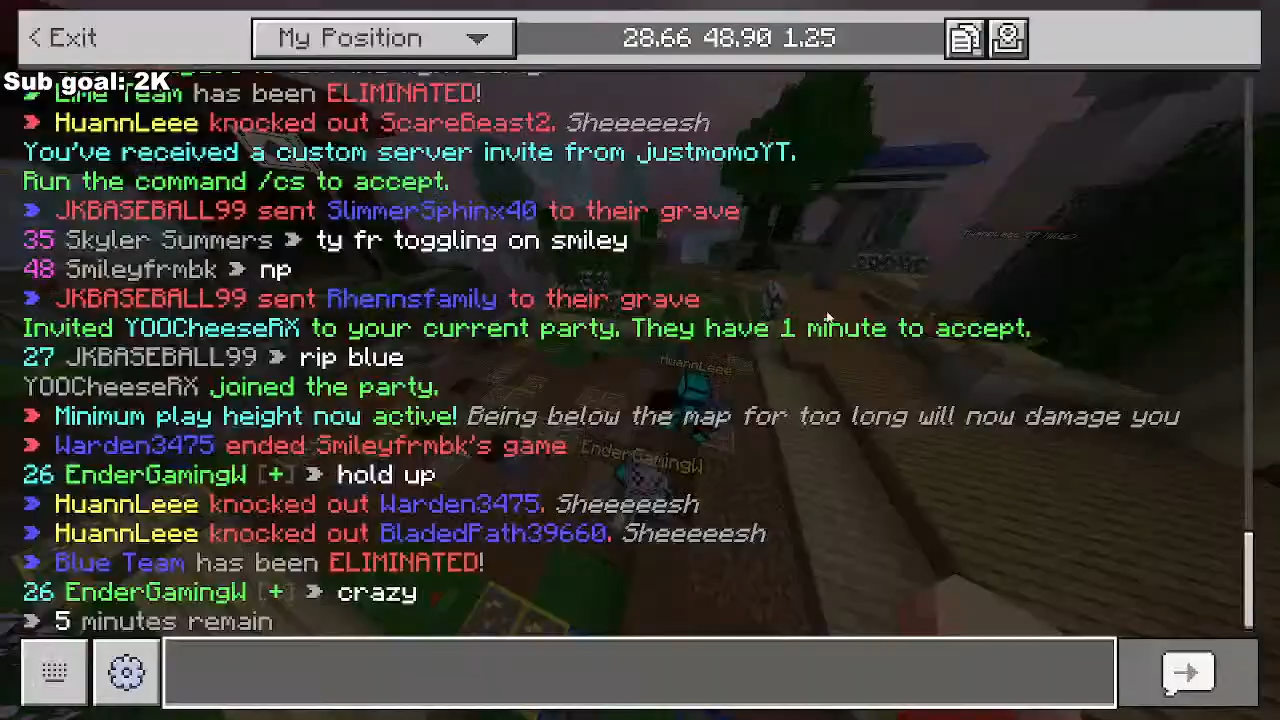 < Exit
My Position
28.66 48.90 1.25
Sub goal: 2K
Lime Team has been ELIMINATED!
HuannLeee knocked out ScareBeast2. Sheeeeesh
You've received a custom server invite from justmomoYT.
Run the command /cs to accept.
JKBASEBALL99 sent SlimmerSphinx40 to their grave
35 Skyler Summers » ty fr toggling on smiley
48 Smileyfrmbk » np
JKBASEBALL99 sent Rhennsfamily to their grave
Invited YOOCheeseRX to your current party. They have 1 minute to accept.
27 JKBASEBALL99 » rip blue
YOOCheeseRX joined the party.
Minimum play height now active! Being below the map for too long will now damage you
Warden3475 ended Smileyfrmbk's game
26 EnderGamingW [+] » hold up
HuannLeee knocked out Warden3475. Sheeeeesh
HuannLeee knocked out BladedPath39660. Sheeeeesh
Blue Team has been ELIMINATED!
26 EnderGamingW [+] » crazy
» 5 minutes remain
HuannLeee
EnderGamingW